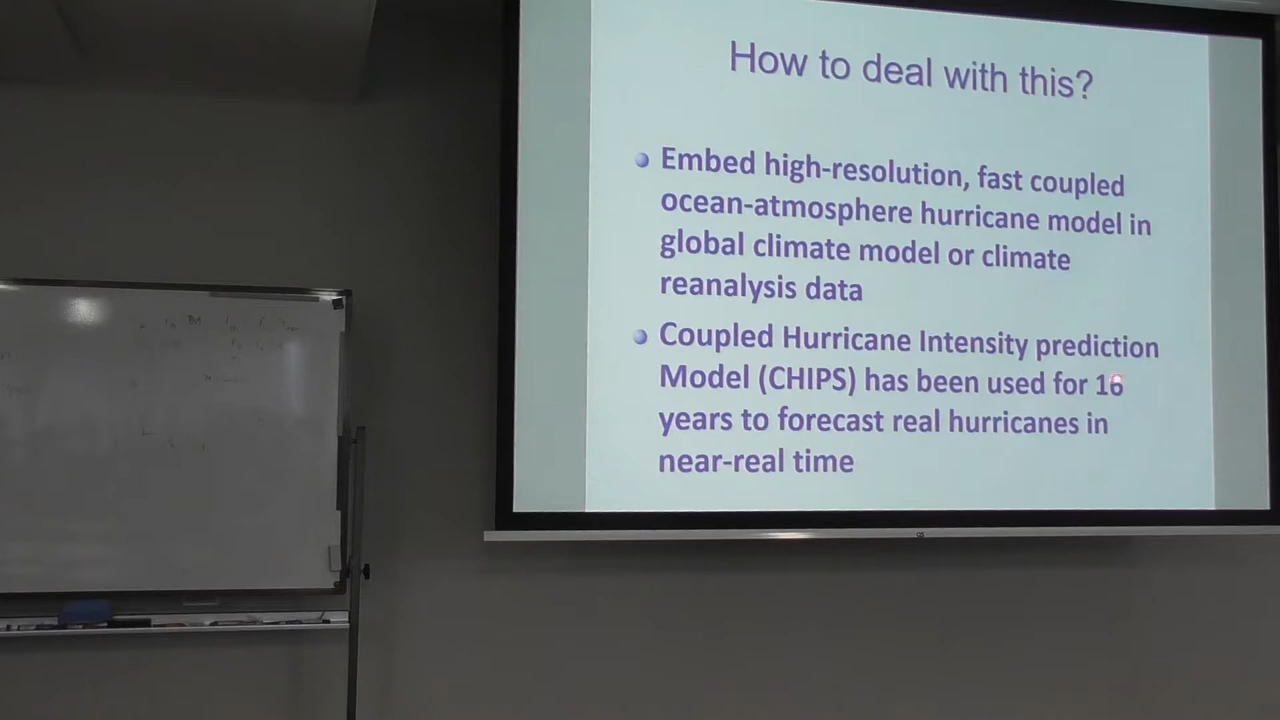 How to deal with this?
Embed high-resolution, fast coupled
ocean-atmosphere hurricane model in
global climate model or climate
reanalysis data
Coupled Hurricane Intensity prediction
Model (CHIPS) has been used for 16
years to forecast real hurricanes in
near-real time